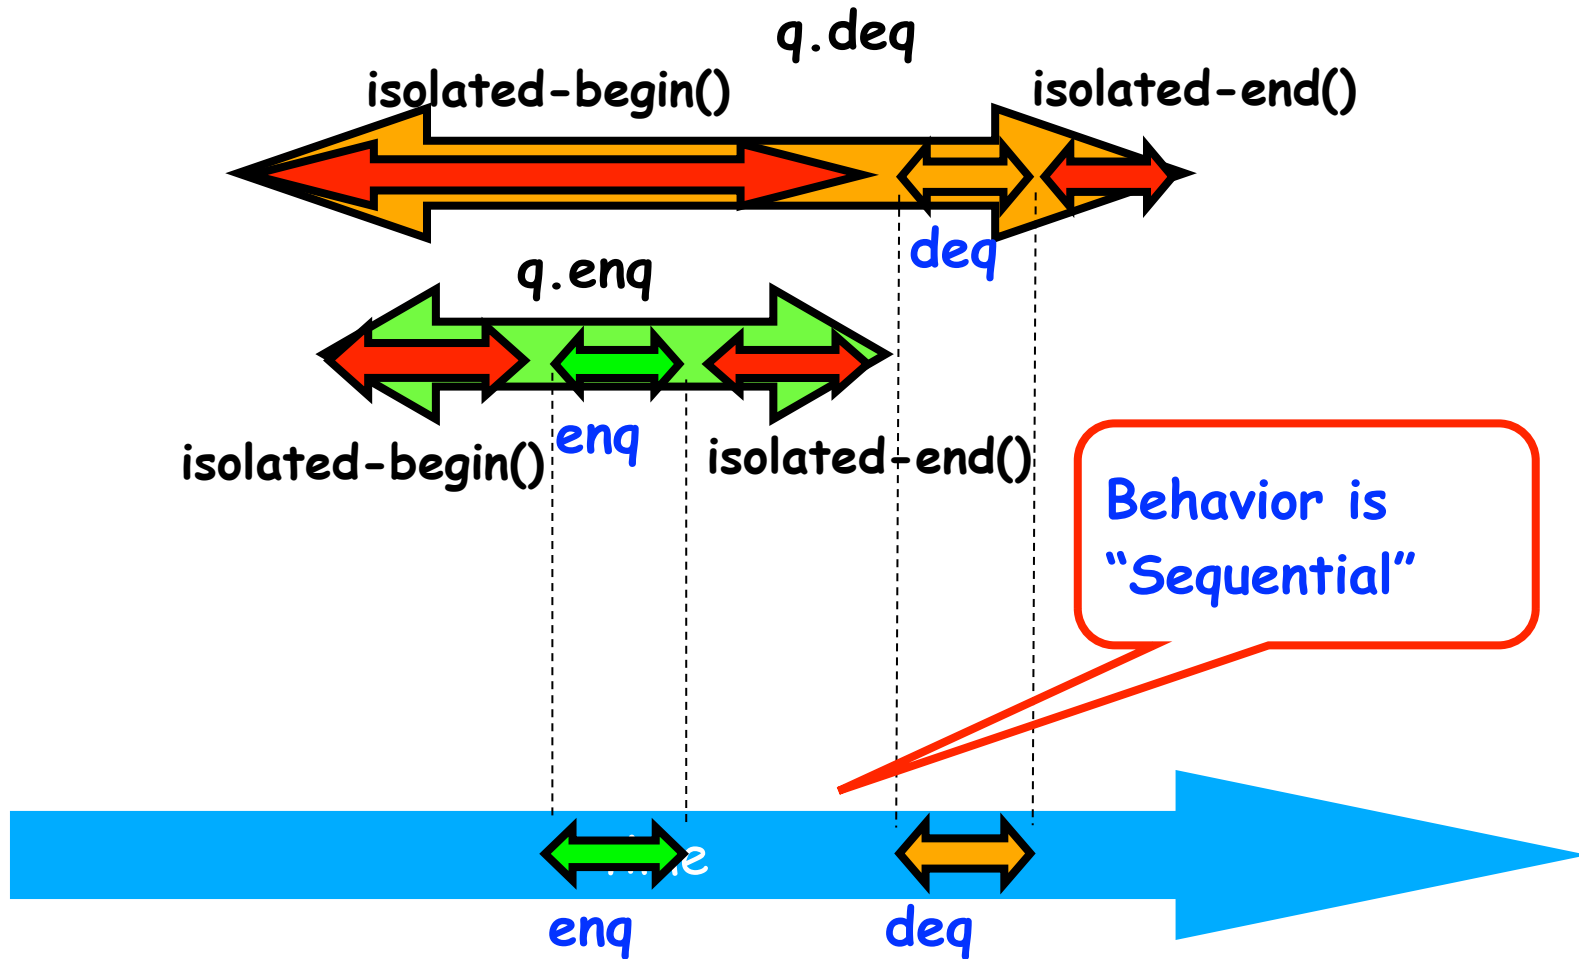 q.deq
isolated-begin()
isolated-end()
deq
q.enq
enq
isolated-begin()
isolated-end()
Behavior is
“Sequential”
enq
deq